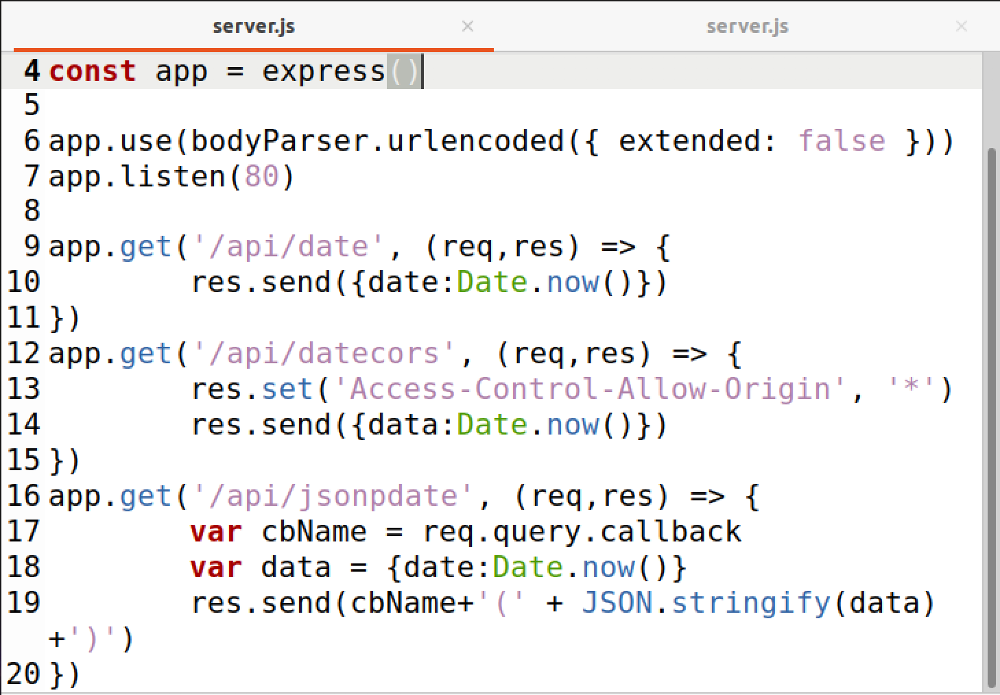 server.js × server.js ×
4 const app = express()
5
6 app.use(bodyParser.urlencoded({ extended: false }))
7 app.listen(80)
8
9 app.get('/api/date', (req,res) => {
10         res.send({date:Date.now()})
11 })
12 app.get('/api/datecors', (req,res) => {
13         res.set('Access-Control-Allow-Origin', '*')
14         res.send({data:Date.now()})
15 })
16 app.get('/api/jsonpdate', (req,res) => {
17         var cbName = req.query.callback
18         var data = {date:Date.now()}
19         res.send(cbName+'(' + JSON.stringify(data)
+')')
20 })